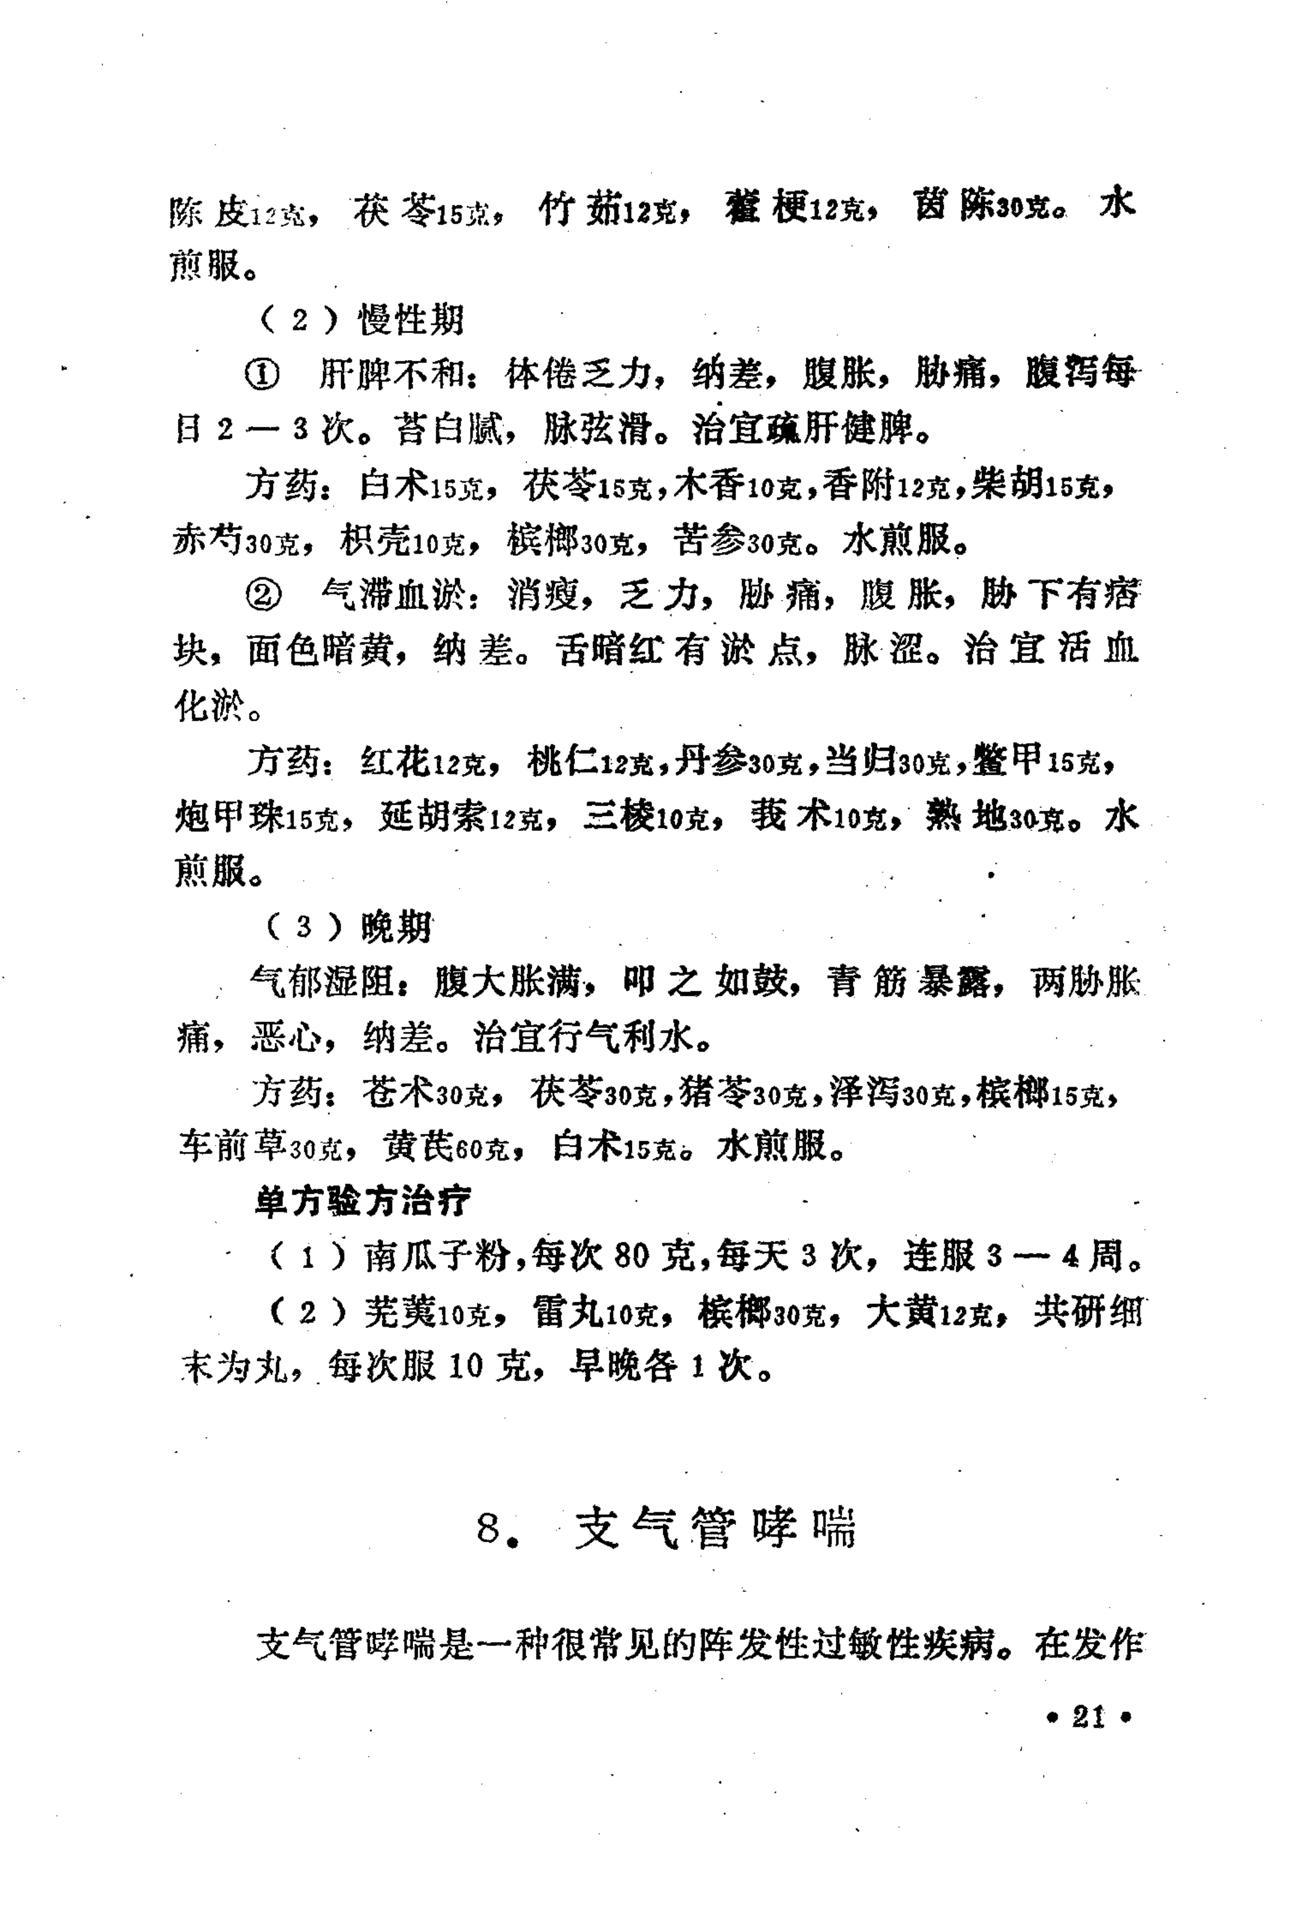 陈皮12克，茯苓15克，竹茹12克，藿梗12克，茵陈30克。水
煎服。
（2）慢性期
① 肝脾不和：体倦乏力，纳差，腹胀，胁痛，腹泻每
日2—3次。苔白腻，脉弦滑。治宜疏肝健脾。
方药：白术15克，茯苓15克，木香10克，香附12克，柴胡15克，
赤芍30克，枳壳10克，槟榔30克，苦参30克。水煎服。
② 气滞血淤：消瘦，乏力，胁痛，腹胀，胁下有痞
块，面色暗黄，纳差。舌暗红有淤点，脉涩。治宜活血
化淤。
方药：红花12克，桃仁12克，丹参30克，当归30克，鳖甲15克，
炮甲珠15克，延胡索12克，三棱10克，莪术10克，熟地30克。水
煎服。
（3）晚期
气郁湿阻：腹大胀满，叩之如鼓，青筋暴露，两胁胀
痛，恶心，纳差。治宜行气利水。
方药：苍术30克，茯苓30克，猪苓30克，泽泻30克，槟榔15克，
车前草30克，黄芪60克，白术15克。水煎服。
单方验方治疗
（1）南瓜子粉，每次80克，每天3次，连服3—4周。
（2）芜荑10克，雷丸10克，槟榔30克，大黄12克，共研细
末为丸，每次服10克，早晚各1次。
8．支气管哮喘
支气管哮喘是一种很常见的阵发性过敏性疾病。在发作
• 21 •